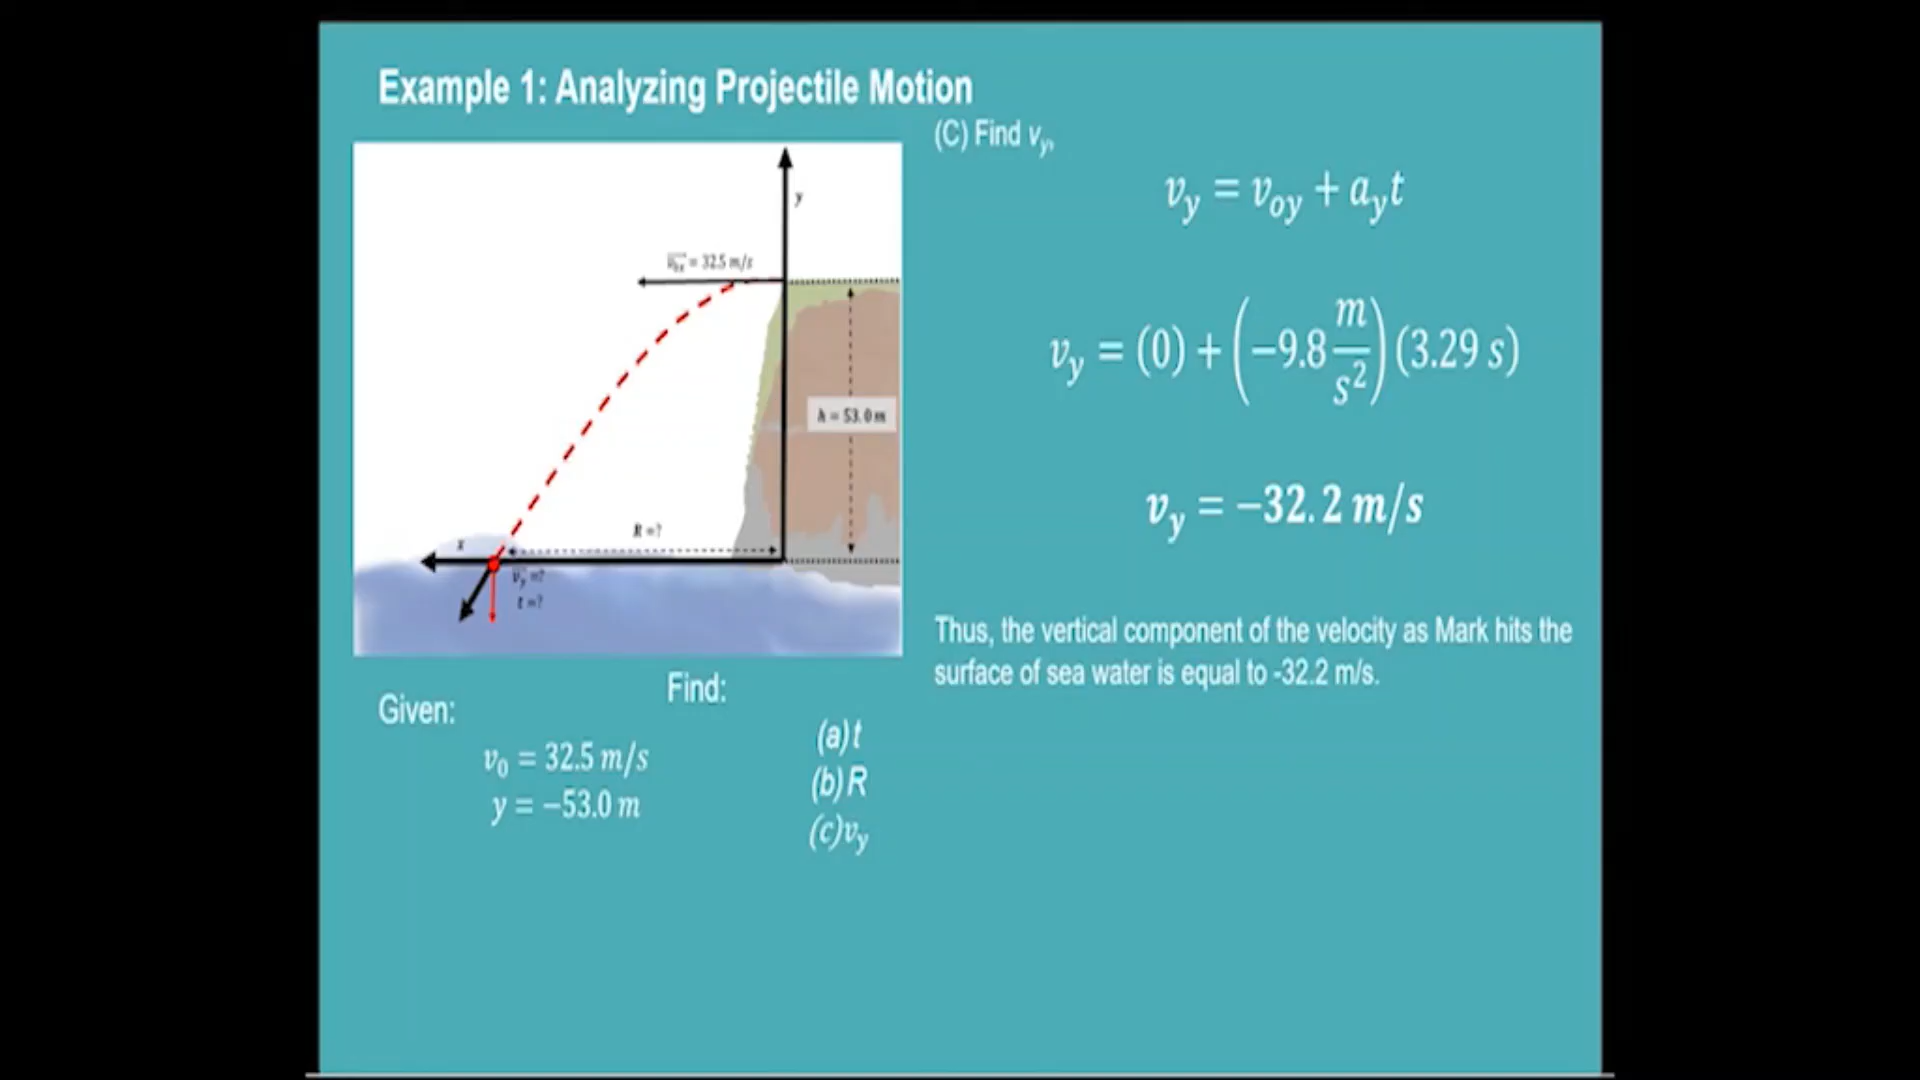 Example 1: Analyzing Projectile Motion
(C) Find v_y,
v_y = v_oy + a_y t
y
v_0x = 32.5 m/s
v_y = (0) + (−9.8 m/s²)(3.29 s)
h = 53.0 m
v_y = −32.2 m/s
R =?
x
v_y =?
t =?
Thus, the vertical component of the velocity as Mark hits the
surface of sea water is equal to -32.2 m/s.
Given:
v_0 = 32.5 m/s
y = −53.0 m
Find:
(a) t
(b) R
(c) v_y